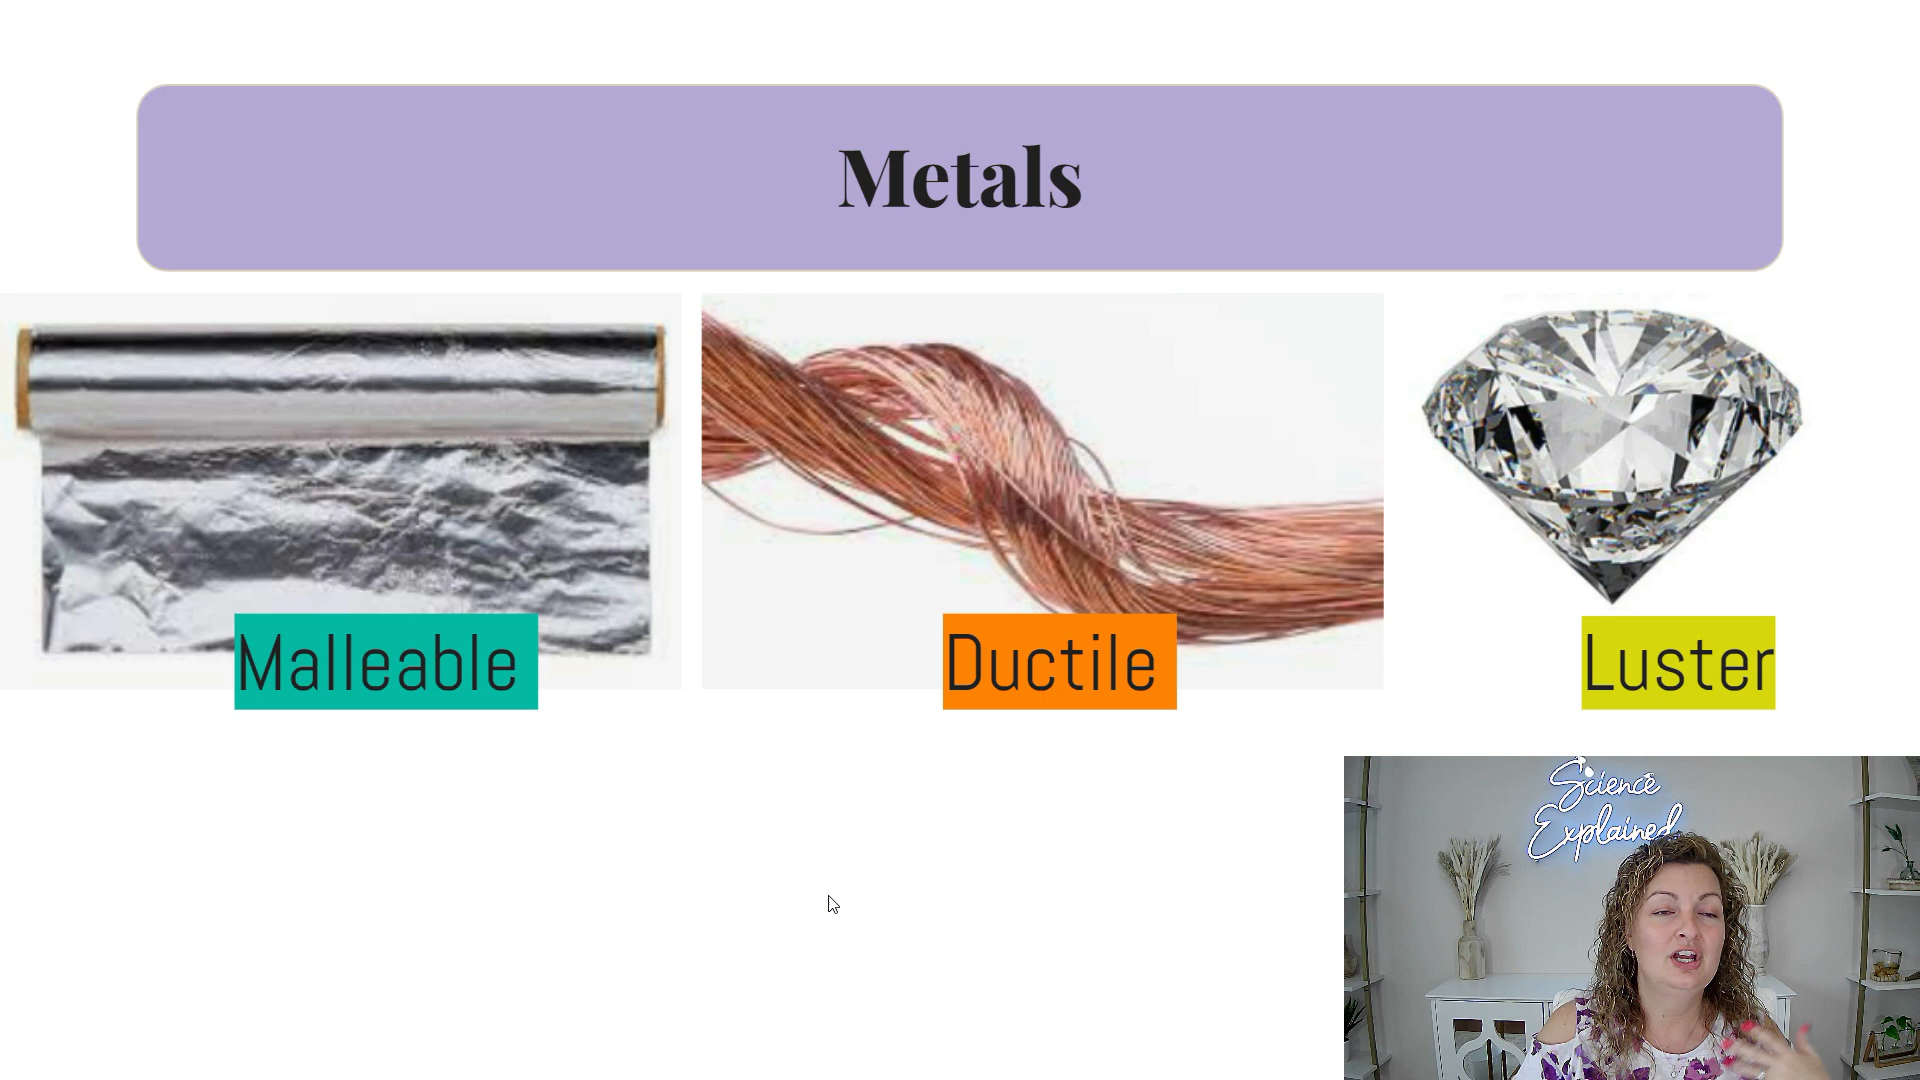 Metals
Malleable
Ductile
Luster
Science
Explained